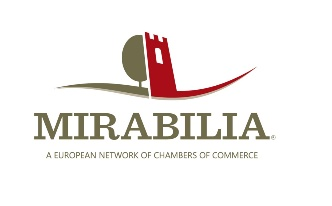 MIRABILIA®
A EUROPEAN NETWORK OF CHAMBERS OF COMMERCE